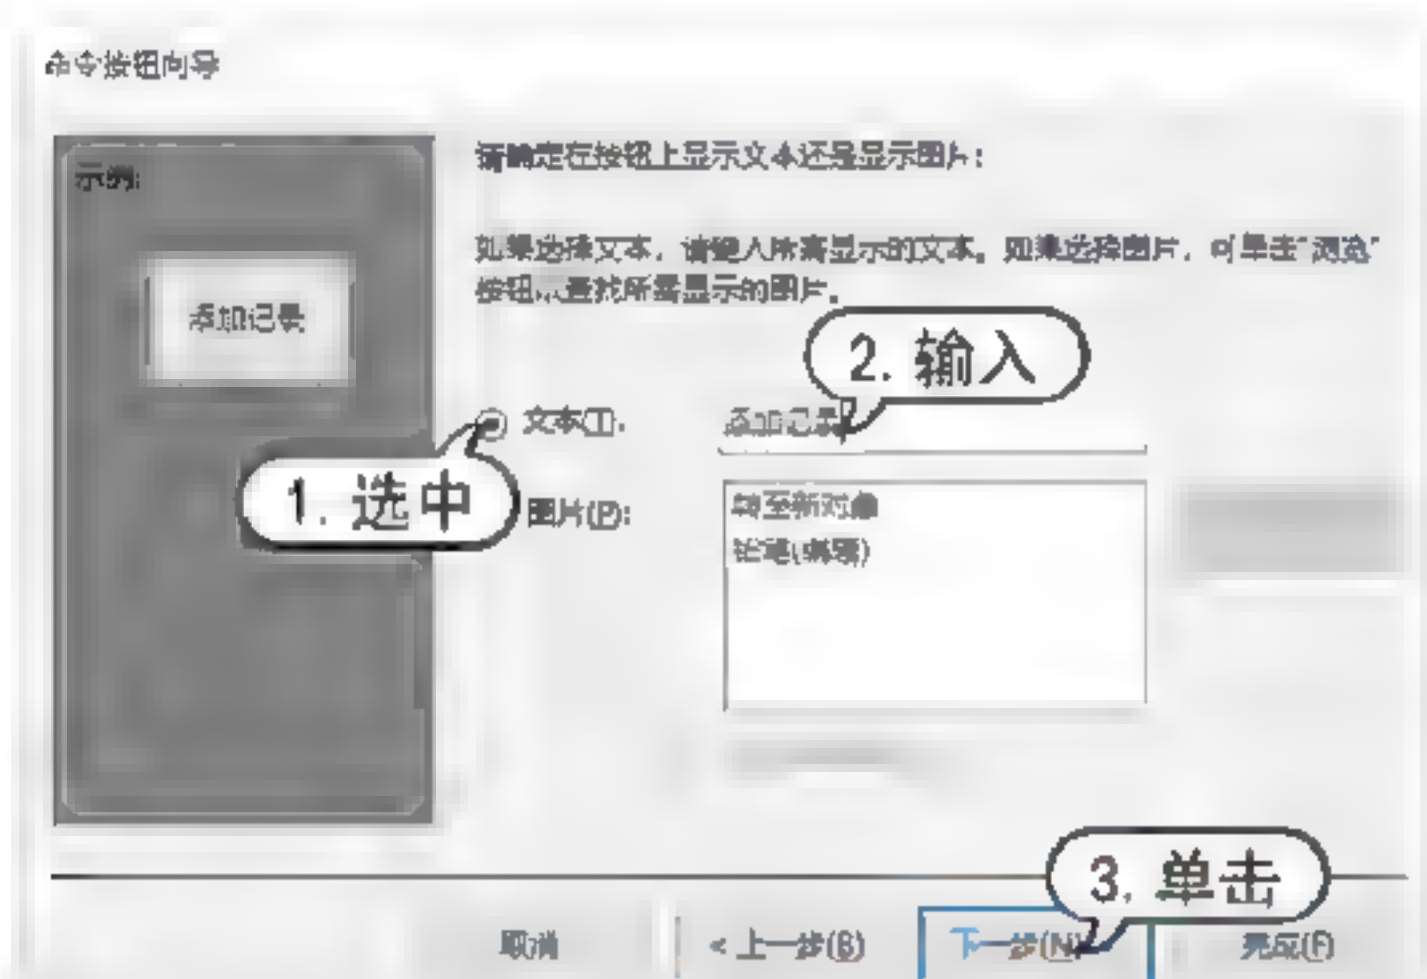 命令按钮向导
示例:
添加记录
请确定在按钮上显示文本还是显示图片:
如果选择文本，请键入所需显示的文本。如果选择图片，可单击“浏览”
按钮以查找所需显示的图片。
2. 输入
文本(T):
添加记录
1. 选中
图片(P):
转至新对象
铅笔(编辑)
3. 单击
取消
< 上一步(B)
下一步(N)
完成(F)